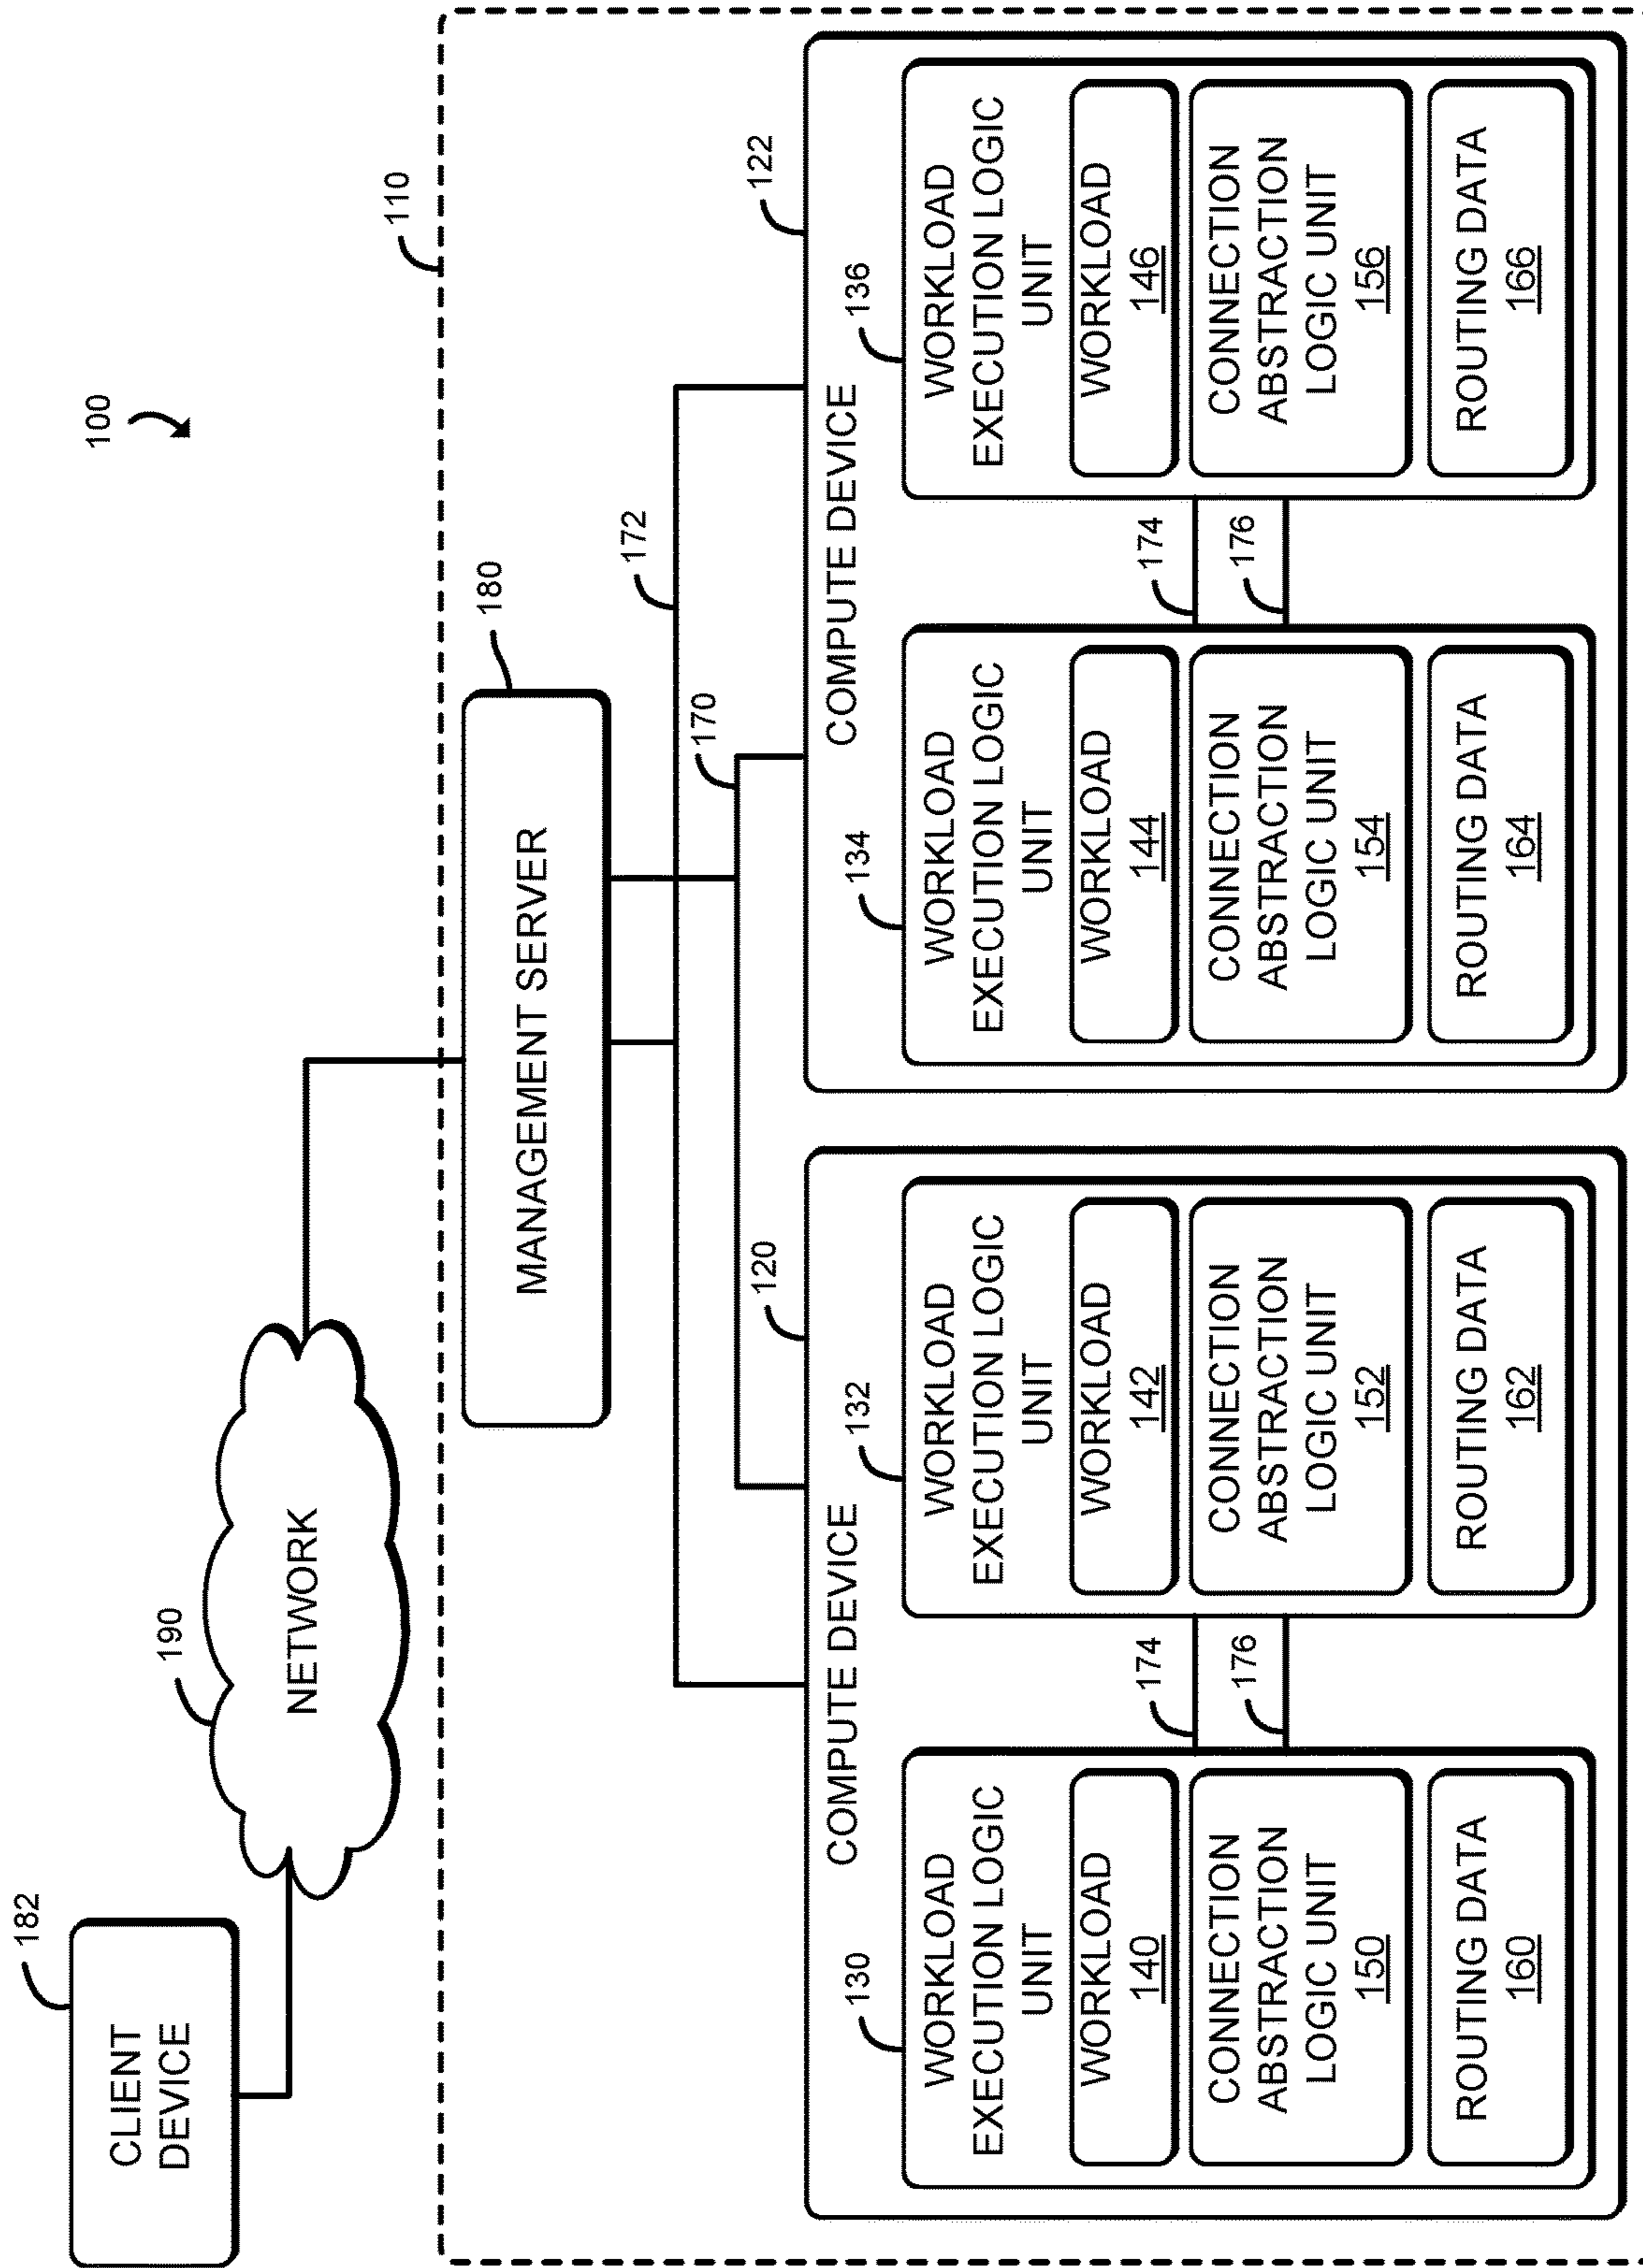 100
182
CLIENT
DEVICE
190
NETWORK
110
180
MANAGEMENT SERVER
172
170
120
122
COMPUTE DEVICE
130
WORKLOAD
EXECUTION LOGIC
UNIT
WORKLOAD
140
CONNECTION
ABSTRACTION
LOGIC UNIT
150
ROUTING DATA
160
174
176
132
WORKLOAD
EXECUTION LOGIC
UNIT
WORKLOAD
142
CONNECTION
ABSTRACTION
LOGIC UNIT
152
ROUTING DATA
162
COMPUTE DEVICE
134
WORKLOAD
EXECUTION LOGIC
UNIT
WORKLOAD
144
CONNECTION
ABSTRACTION
LOGIC UNIT
154
ROUTING DATA
164
174
176
136
WORKLOAD
EXECUTION LOGIC
UNIT
WORKLOAD
146
CONNECTION
ABSTRACTION
LOGIC UNIT
156
ROUTING DATA
166